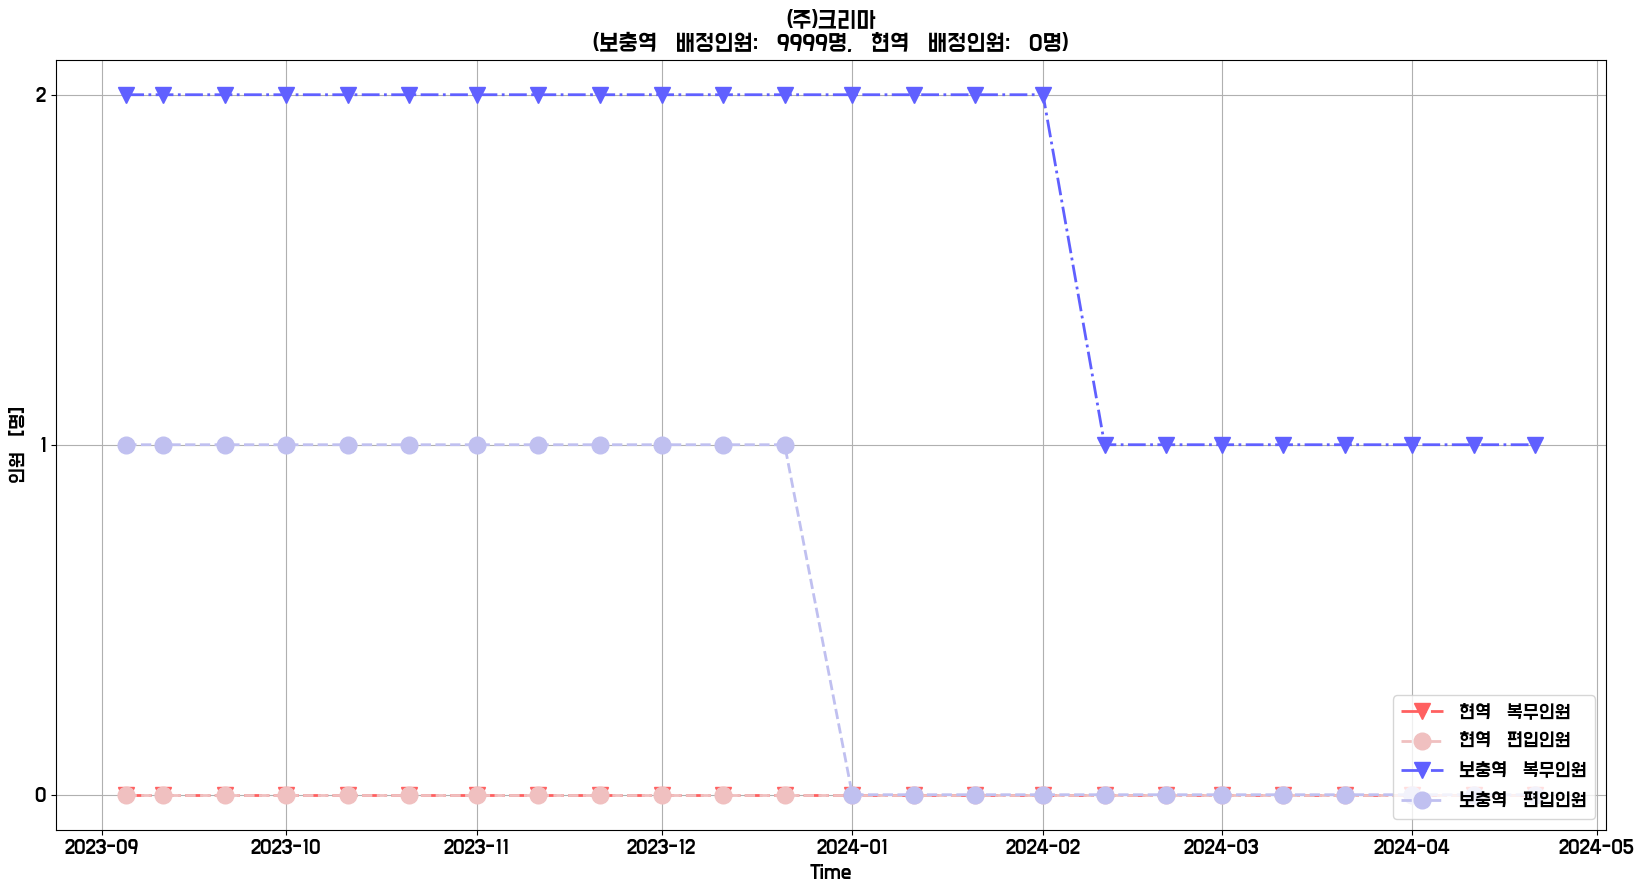 (주)크리마
(보충역 배정인원: 9999명, 현역 배정인원: 0명)
2
1
0
인원 [명]
현역 복무인원
현역 편입인원
보충역 복무인원
보충역 편입인원
2023-09 2023-10 2023-11 2023-12 2024-01 2024-02 2024-03 2024-04 2024-05
Time